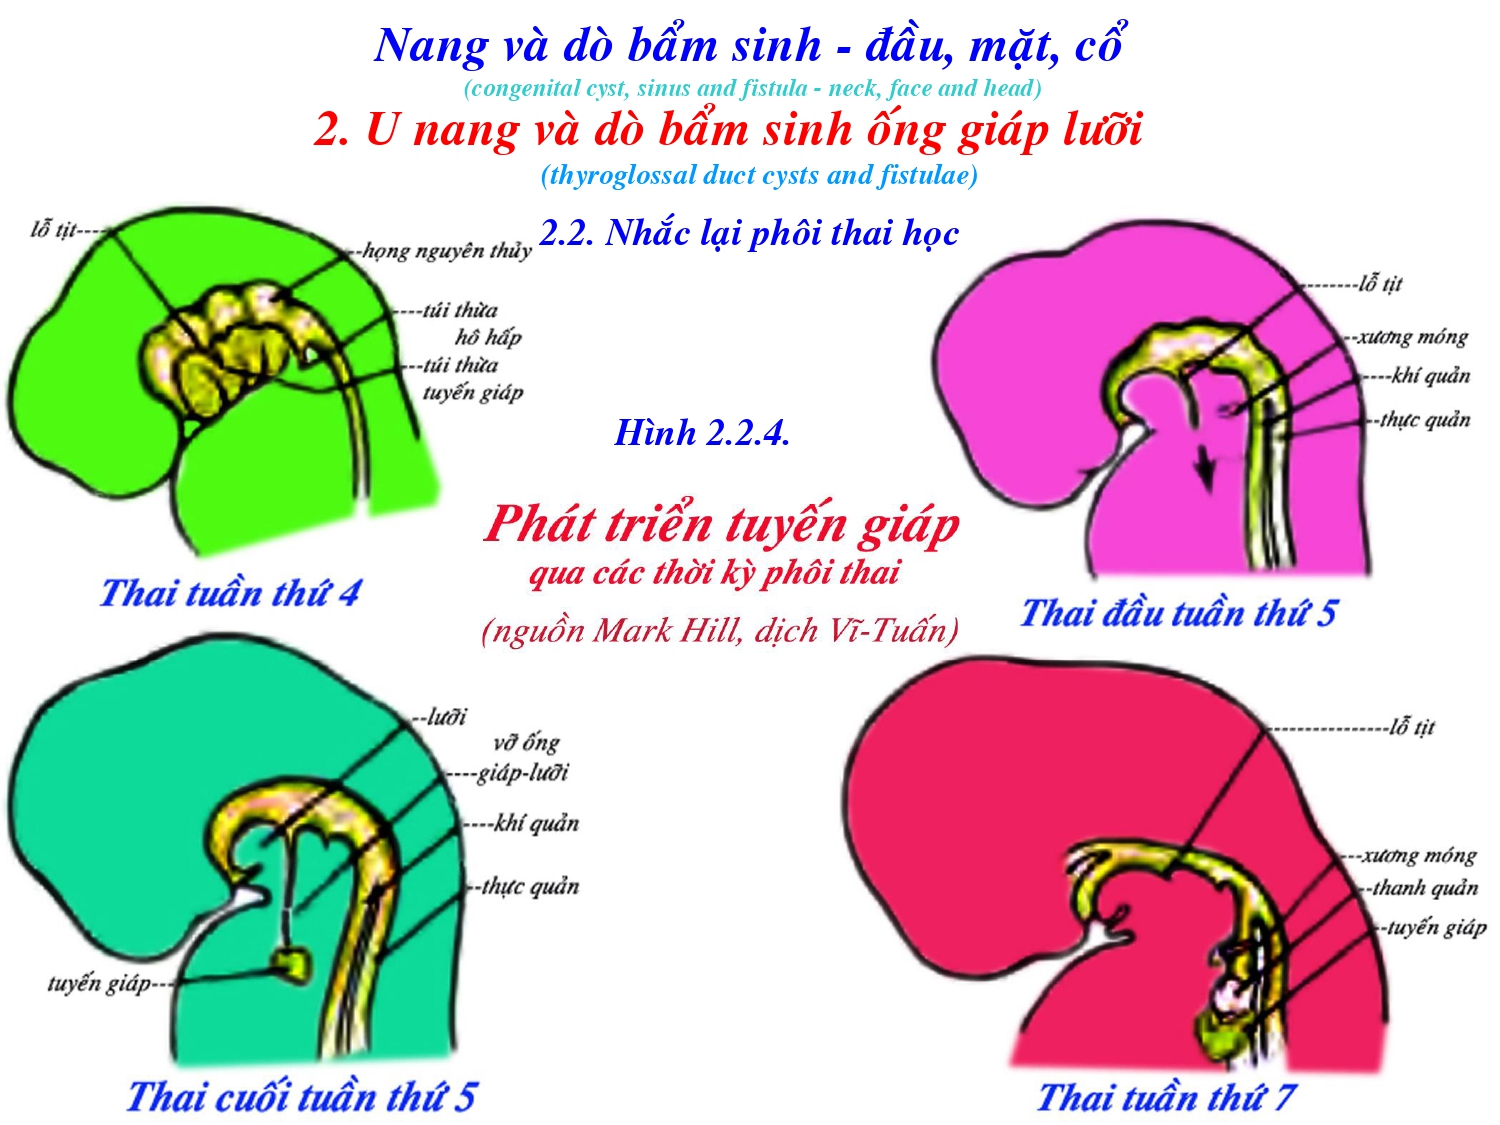 Nang và dò bẩm sinh - đầu, mặt, cổ
(congenital cyst, sinus and fistula - neck, face and head)
2. U nang và dò bẩm sinh ống giáp lưỡi
(thyroglossal duct cysts and fistulae)
2.2. Nhắc lại phôi thai học
lỗ tịt
họng nguyên thủy
túi thừa
hô hấp
túi thừa
tuyến giáp
Thai tuần thứ 4
lỗ tịt
xương móng
khí quản
thực quản
Thai đầu tuần thứ 5
Hình 2.2.4.
Phát triển tuyến giáp
qua các thời kỳ phôi thai
(nguồn Mark Hill, dịch Vĩ-Tuấn)
lưỡi
vỡ ống
giáp-lưỡi
khí quản
thực quản
tuyến giáp
Thai cuối tuần thứ 5
lỗ tịt
xương móng
thanh quản
tuyến giáp
Thai tuần thứ 7